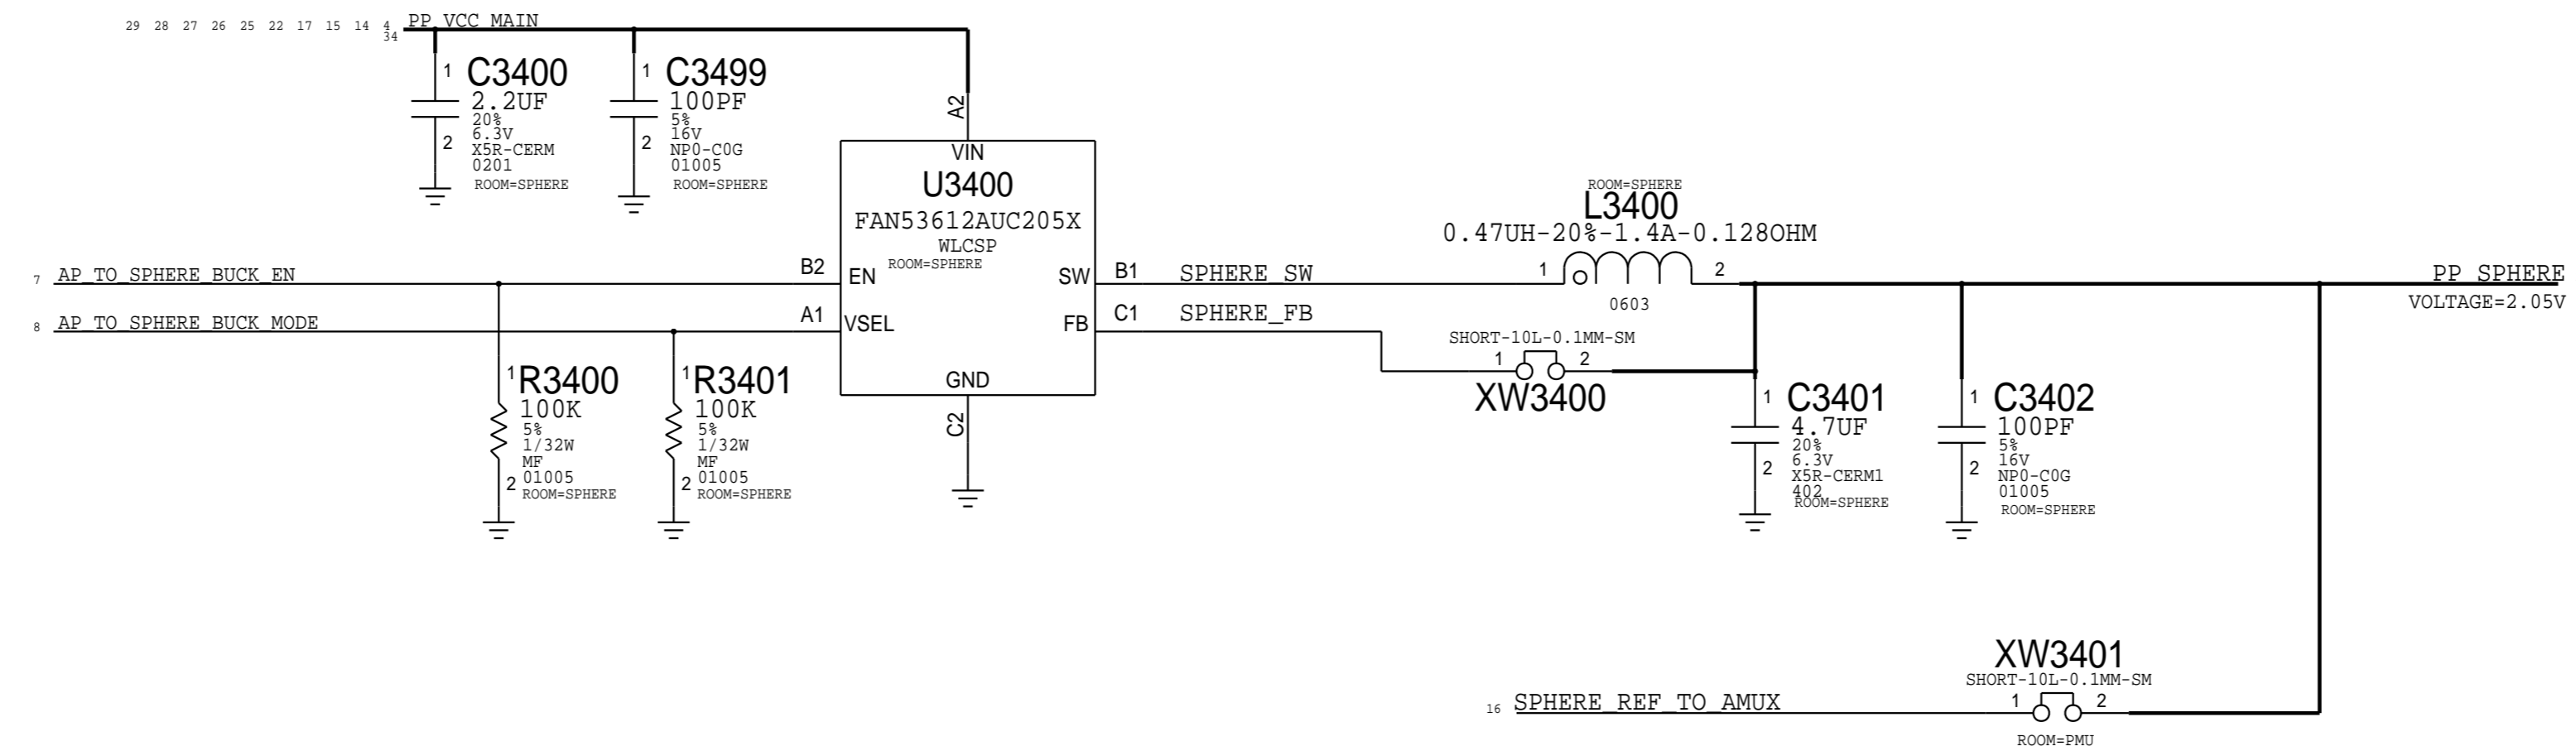 PP_VCC_MAIN
29 28 27 26 25 22 17 15 14 4
34
1
C3400
2.2UF
20%
6.3V
X5R-CERM
0201
2
ROOM=SPHERE
1
C3499
100PF
5%
16V
NP0-C0G
01005
2
ROOM=SPHERE
A2
VIN
U3400
FAN53612AUC205X
WLCSP
ROOM=SPHERE
7 AP_TO_SPHERE_BUCK_EN
B2
EN
8 AP_TO_SPHERE_BUCK_MODE
A1
VSEL
SW
B1
SPHERE_SW
FB
C1
SPHERE_FB
GND
C2
1
R3400
100K
5%
1/32W
MF
01005
2
ROOM=SPHERE
1
R3401
100K
5%
1/32W
MF
01005
2
ROOM=SPHERE
ROOM=SPHERE
L3400
0.47UH-20%-1.4A-0.128OHM
1
2
0603
PP_SPHERE
VOLTAGE=2.05V
SHORT-10L-0.1MM-SM
1
2
XW3400
1
C3401
4.7UF
20%
6.3V
X5R-CERM1
402
2
ROOM=SPHERE
1
C3402
100PF
5%
16V
NP0-C0G
01005
2
ROOM=SPHERE
XW3401
SHORT-10L-0.1MM-SM
16 SPHERE_REF_TO_AMUX
1
2
ROOM=PMU